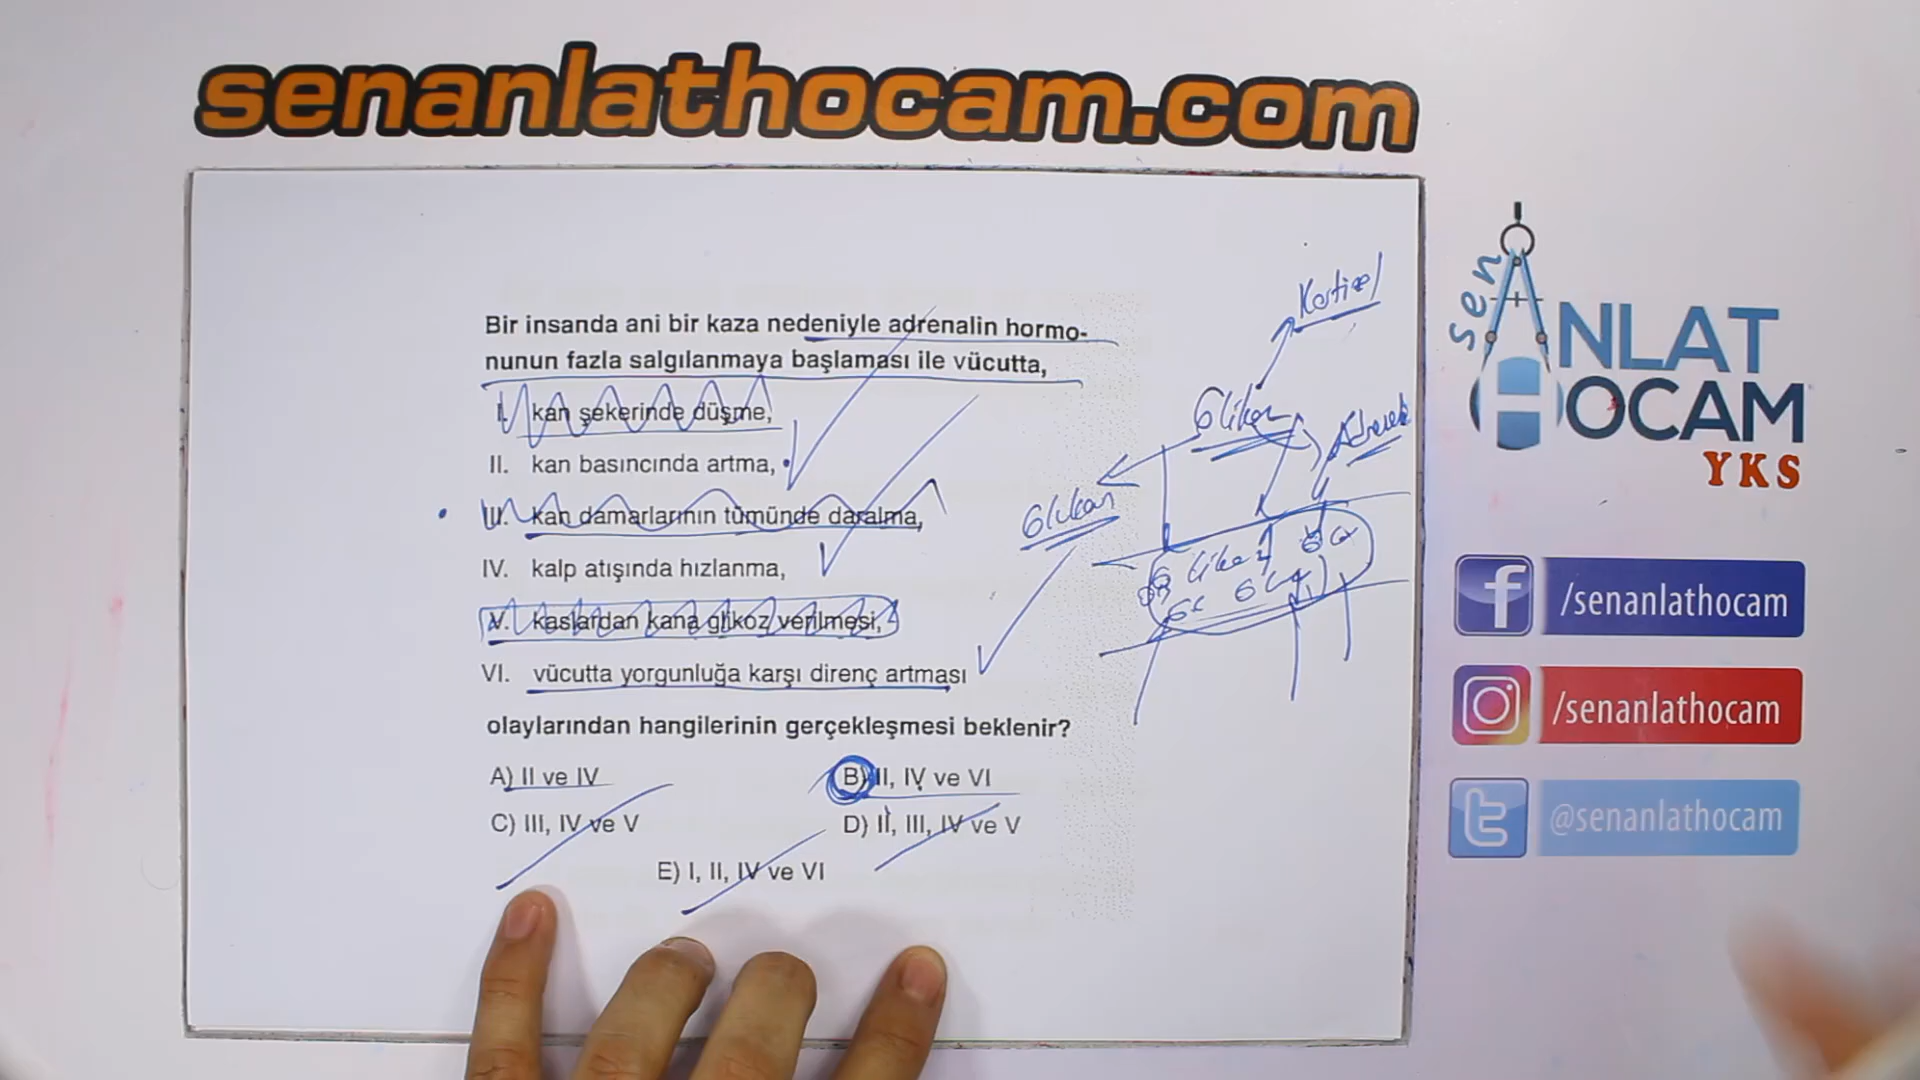 senanlathocam.com
Bir insanda ani bir kaza nedeniyle adrenalin hormo-
nunun fazla salgılanmaya başlaması ile vücutta,
I. kan şekerinde düşme,
II. kan basıncında artma,
III. kan damarlarının tümünde daralma,
IV. kalp atışında hızlanma,
V. kaslardan kana glikoz verilmesi,
VI. vücutta yorgunluğa karşı direnç artması
olaylarından hangilerinin gerçekleşmesi beklenir?
A) II ve IV
B) II, IV ve VI
C) III, IV ve V
D) II, III, IV ve V
E) I, II, IV ve VI
Kortizol
Glukagon
sen
ANLAT
HOCAM
YKS
/senanlathocam
/senanlathocam
@senanlathocam